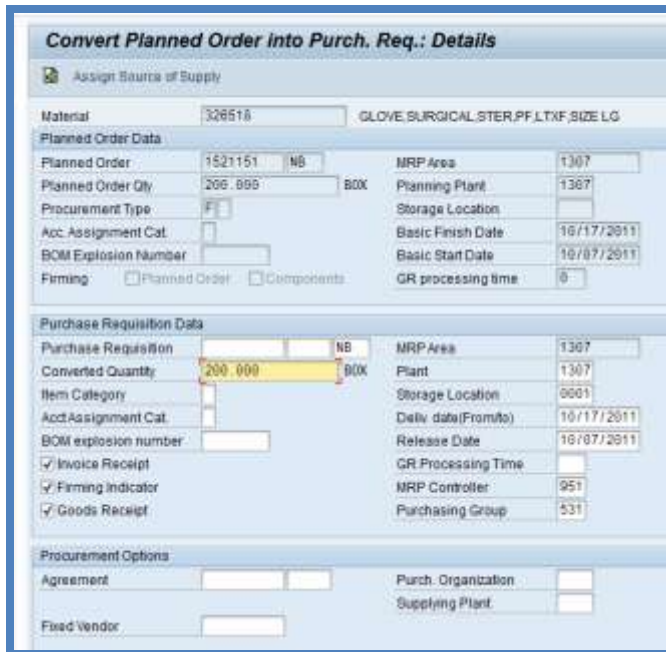 Convert Planned Order into Purch. Req.: Details
Assign Source of Supply
Material 326518 GLOVE,SURGICAL,STER,PF,LTXF,SIZE LG
Planned Order Data
Planned Order 1521151 NB MRP Area 1307
Planned Order Qty 200.000 BOX Planning Plant 1307
Procurement Type F Storage Location
Acc. Assignment Cat. Basic Finish Date 10/17/2011
BOM Explosion Number Basic Start Date 10/07/2011
Firming Planned Order Components GR processing time 0
Purchase Requisition Data
Purchase Requisition NB MRP Area 1307
Converted Quantity 200.000 BOX Plant 1307
Item Category Storage Location 0001
Acct Assignment Cat. Deliv. date(From/to) 10/17/2011
BOM explosion number Release Date 10/07/2011
Invoice Receipt GR Processing Time
Firming Indicator MRP Controller 951
Goods Receipt Purchasing Group 531
Procurement Options
Agreement Purch. Organization
Supplying Plant
Fixed Vendor